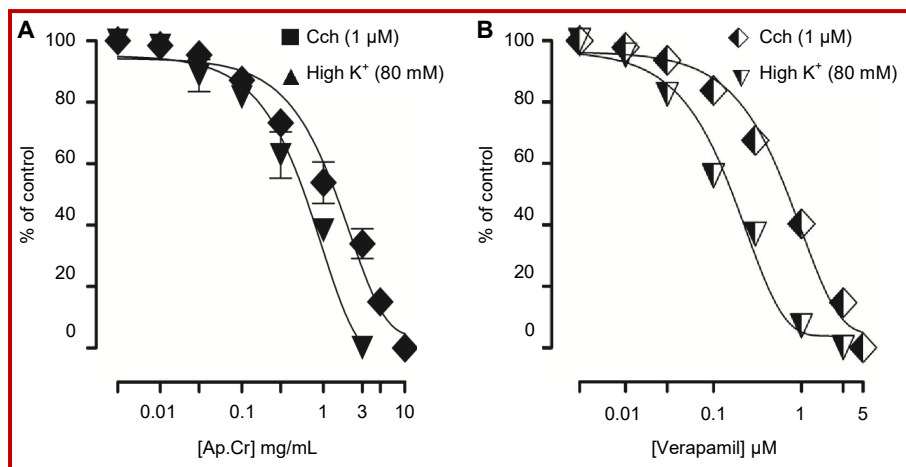 A
Cch (1 µM)
High K⁺ (80 mM)
100
80
60
40
20
0
% of control
0.01
0.1
1
3
10
[Ap.Cr] mg/mL
B
Cch (1 µM)
High K⁺ (80 mM)
100
80
60
40
20
0
% of control
0.01
0.1
1
5
[Verapamil] µM